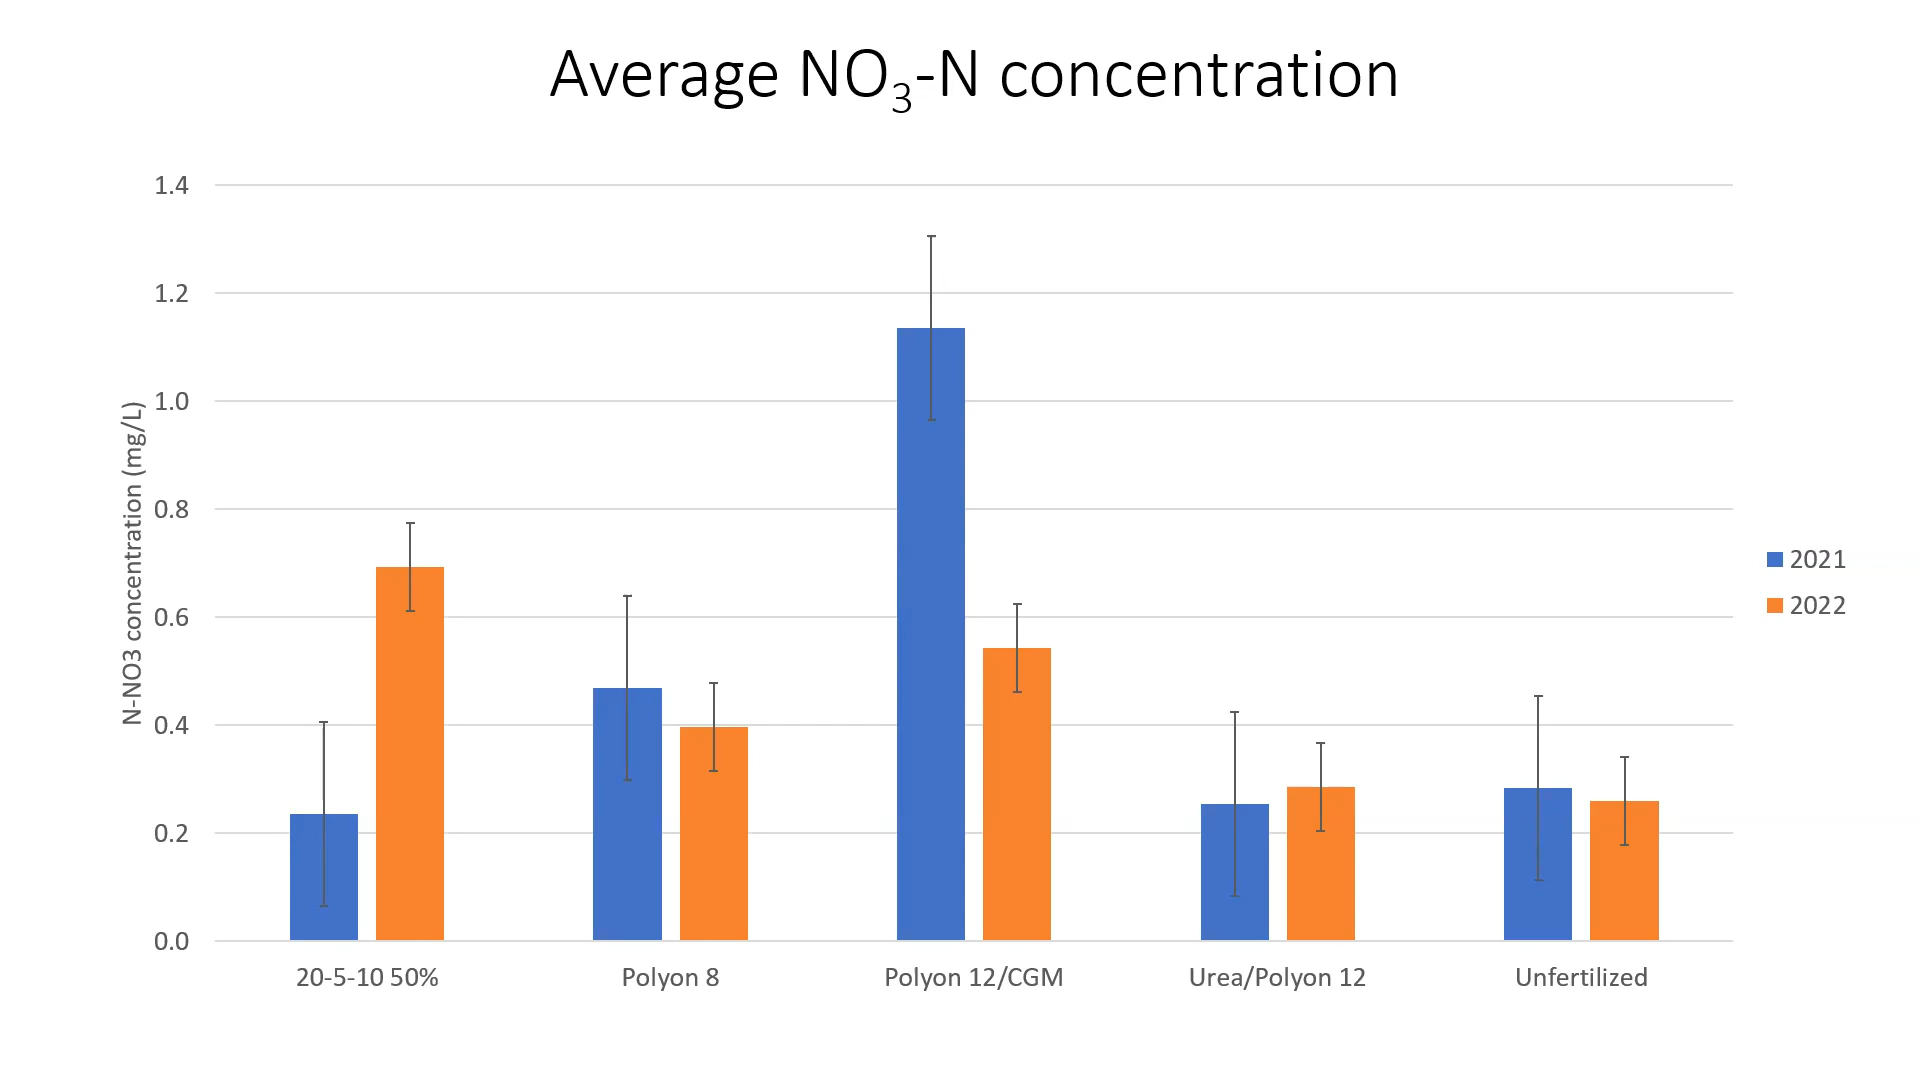 Average NO₃-N concentration
N-NO3 concentration (mg/L)
1.4
1.2
1.0
0.8
0.6
0.4
0.2
0.0
20-5-10 50%
Polyon 8
Polyon 12/CGM
Urea/Polyon 12
Unfertilized
2021
2022